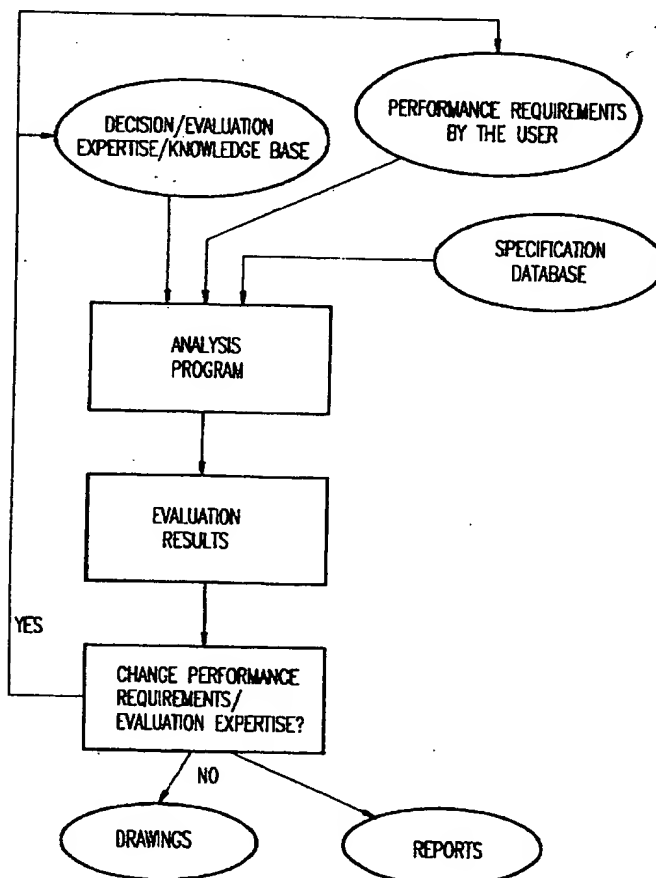 DECISION/EVALUATION
EXPERTISE/KNOWLEDGE BASE
PERFORMANCE REQUIREMENTS
BY THE USER
SPECIFICATION
DATABASE
ANALYSIS
PROGRAM
EVALUATION
RESULTS
YES
CHANGE PERFORMANCE
REQUIREMENTS/
EVALUATION EXPERTISE?
NO
DRAWINGS
REPORTS